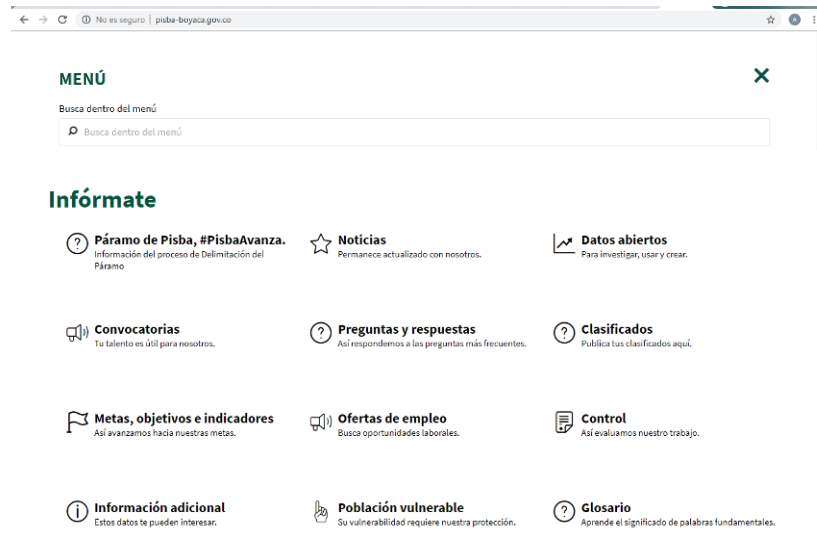 No es seguro | pisba-boyaca.gov.co
A
MENÚ
Busca dentro del menú
Busca dentro del menú
Infórmate
Páramo de Pisba, #PisbaAvanza.
Información del proceso de Delimitación del
Páramo
Noticias
Permanece actualizado con nosotros.
Datos abiertos
Para investigar, usar y crear.
Convocatorias
Tu talento es útil para nosotros.
Preguntas y respuestas
Así respondemos a las preguntas más frecuentes.
Clasificados
Publica tus clasificados aquí.
Metas, objetivos e indicadores
Así avanzamos hacia nuestras metas.
Ofertas de empleo
Busca oportunidades laborales.
Control
Así evaluamos nuestro trabajo.
Información adicional
Estos datos te pueden interesar.
Población vulnerable
Su vulnerabilidad requiere nuestra protección.
Glosario
Aprende el significado de palabras fundamentales.